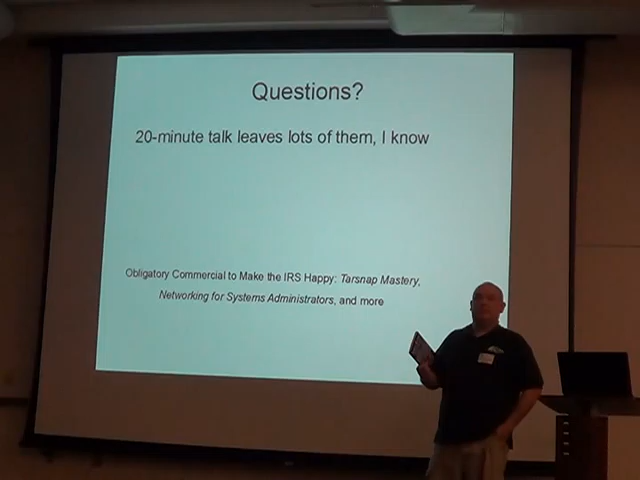 Questions?
20-minute talk leaves lots of them, I know
Obligatory Commercial to Make the IRS Happy: Tarsnap Mastery,
Networking for Systems Administrators, and more